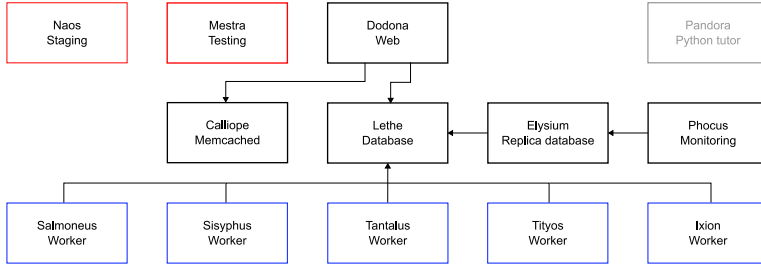 Naos
Staging
Mestra
Testing
Dodona
Web
Pandora
Python tutor
Calliope
Memcached
Lethe
Database
Elysium
Replica database
Phocus
Monitoring
Salmoneus
Worker
Sisyphus
Worker
Tantalus
Worker
Tityos
Worker
Ixion
Worker